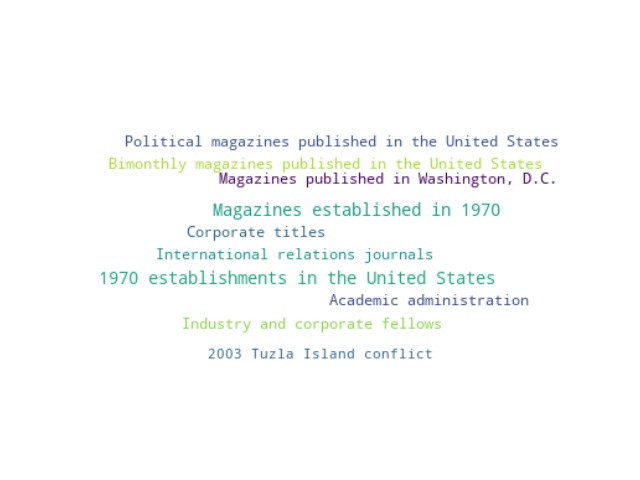 Political magazines published in the United States
Bimonthly magazines published in the United States
Magazines published in Washington, D.C.
Magazines established in 1970
Corporate titles
International relations journals
1970 establishments in the United States
Academic administration
Industry and corporate fellows
2003 Tuzla Island conflict